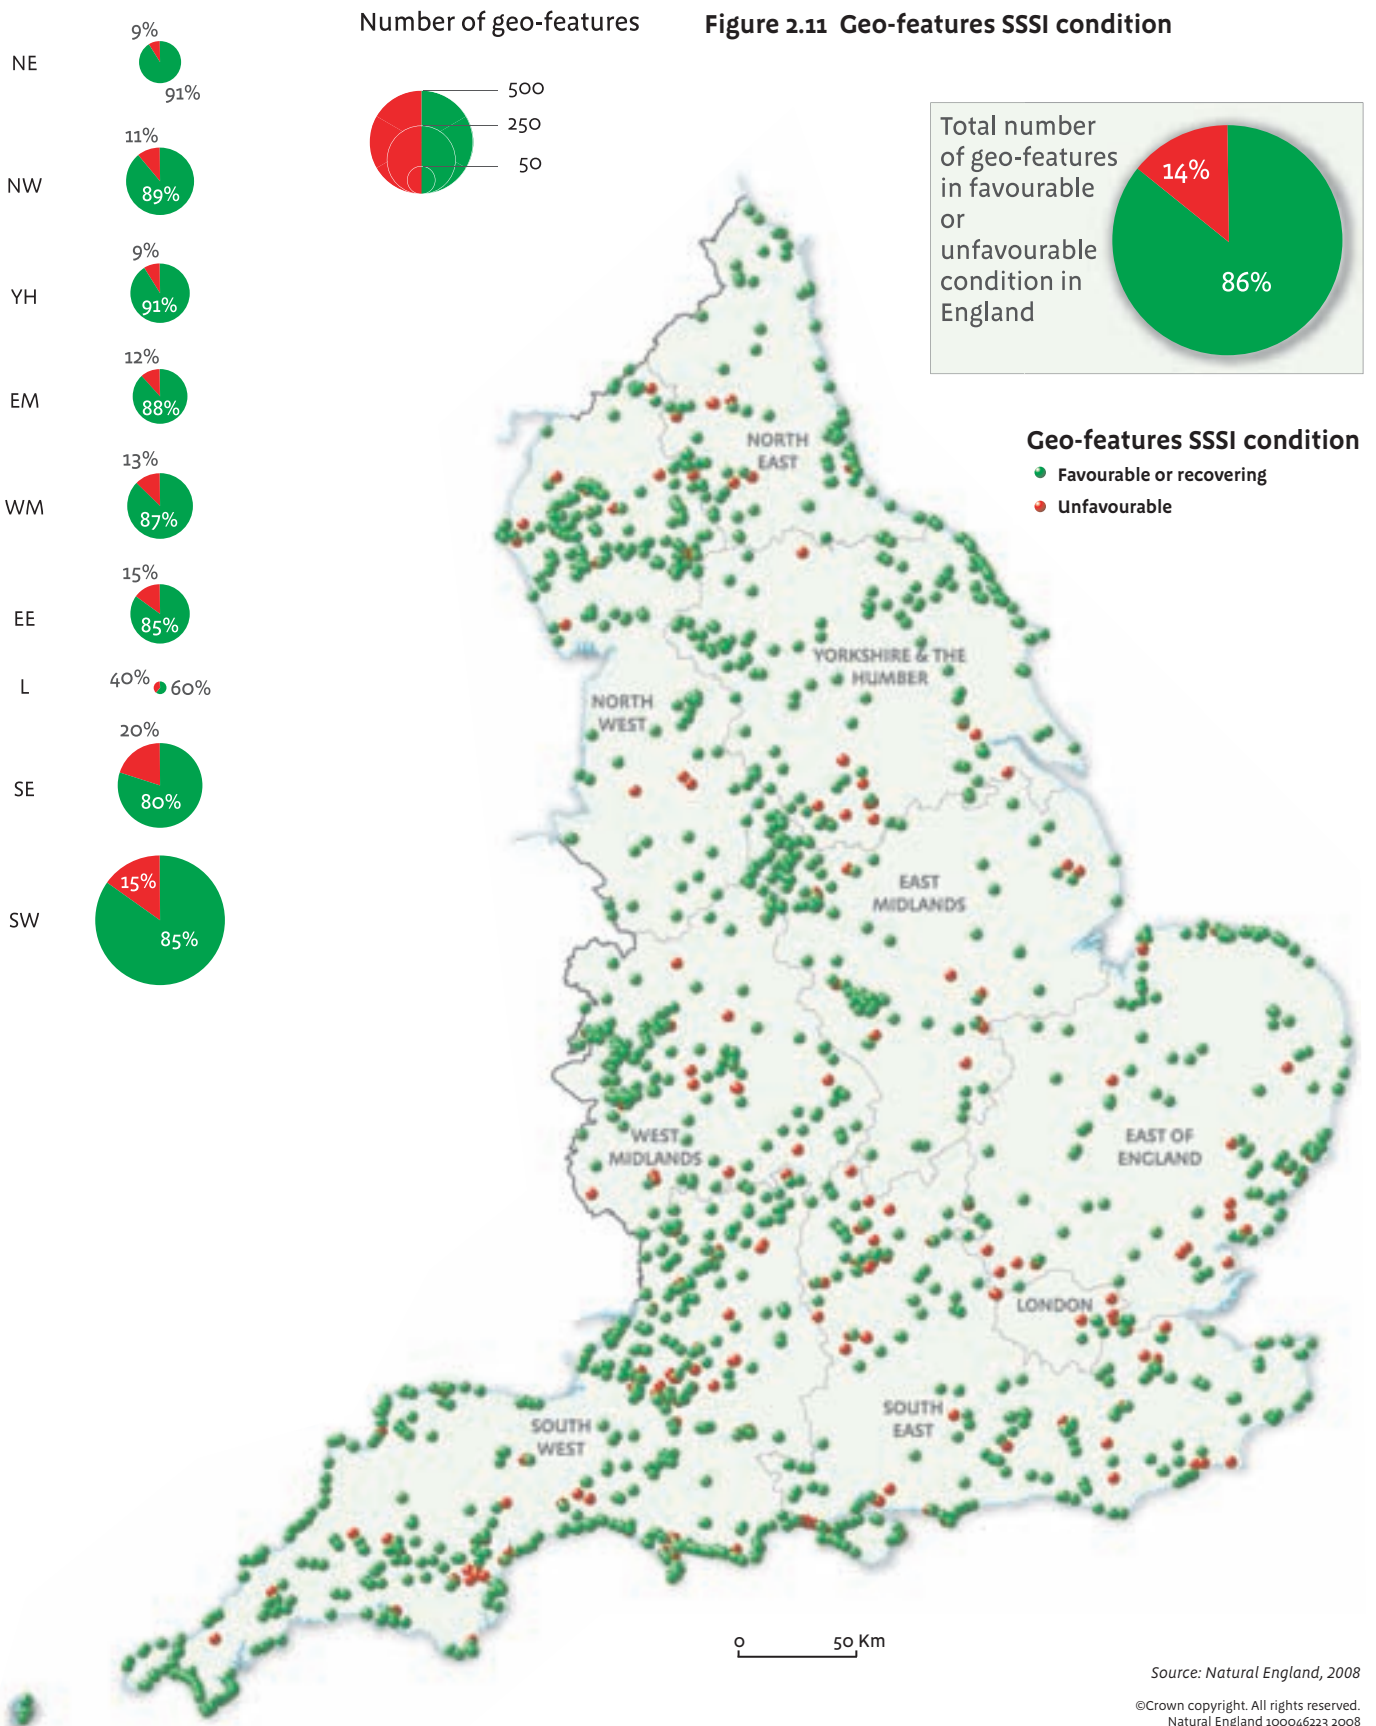 Number of geo-features
Figure 2.11 Geo-features SSSI condition
500
250
50
NE
9%
91%
NW
11%
89%
YH
9%
91%
EM
12%
88%
WM
13%
87%
EE
15%
85%
L
40%
60%
SE
20%
80%
SW
15%
85%
Total number
of geo-features
in favourable
or
unfavourable
condition in
England
14%
86%
Geo-features SSSI condition
Favourable or recovering
Unfavourable
NORTH
EAST
YORKSHIRE & THE
HUMBER
NORTH
WEST
EAST
MIDLANDS
WEST
MIDLANDS
EAST OF
ENGLAND
LONDON
SOUTH
EAST
SOUTH
WEST
0 50 Km
Source: Natural England, 2008
©Crown copyright. All rights reserved.
Natural England 100046223 2008